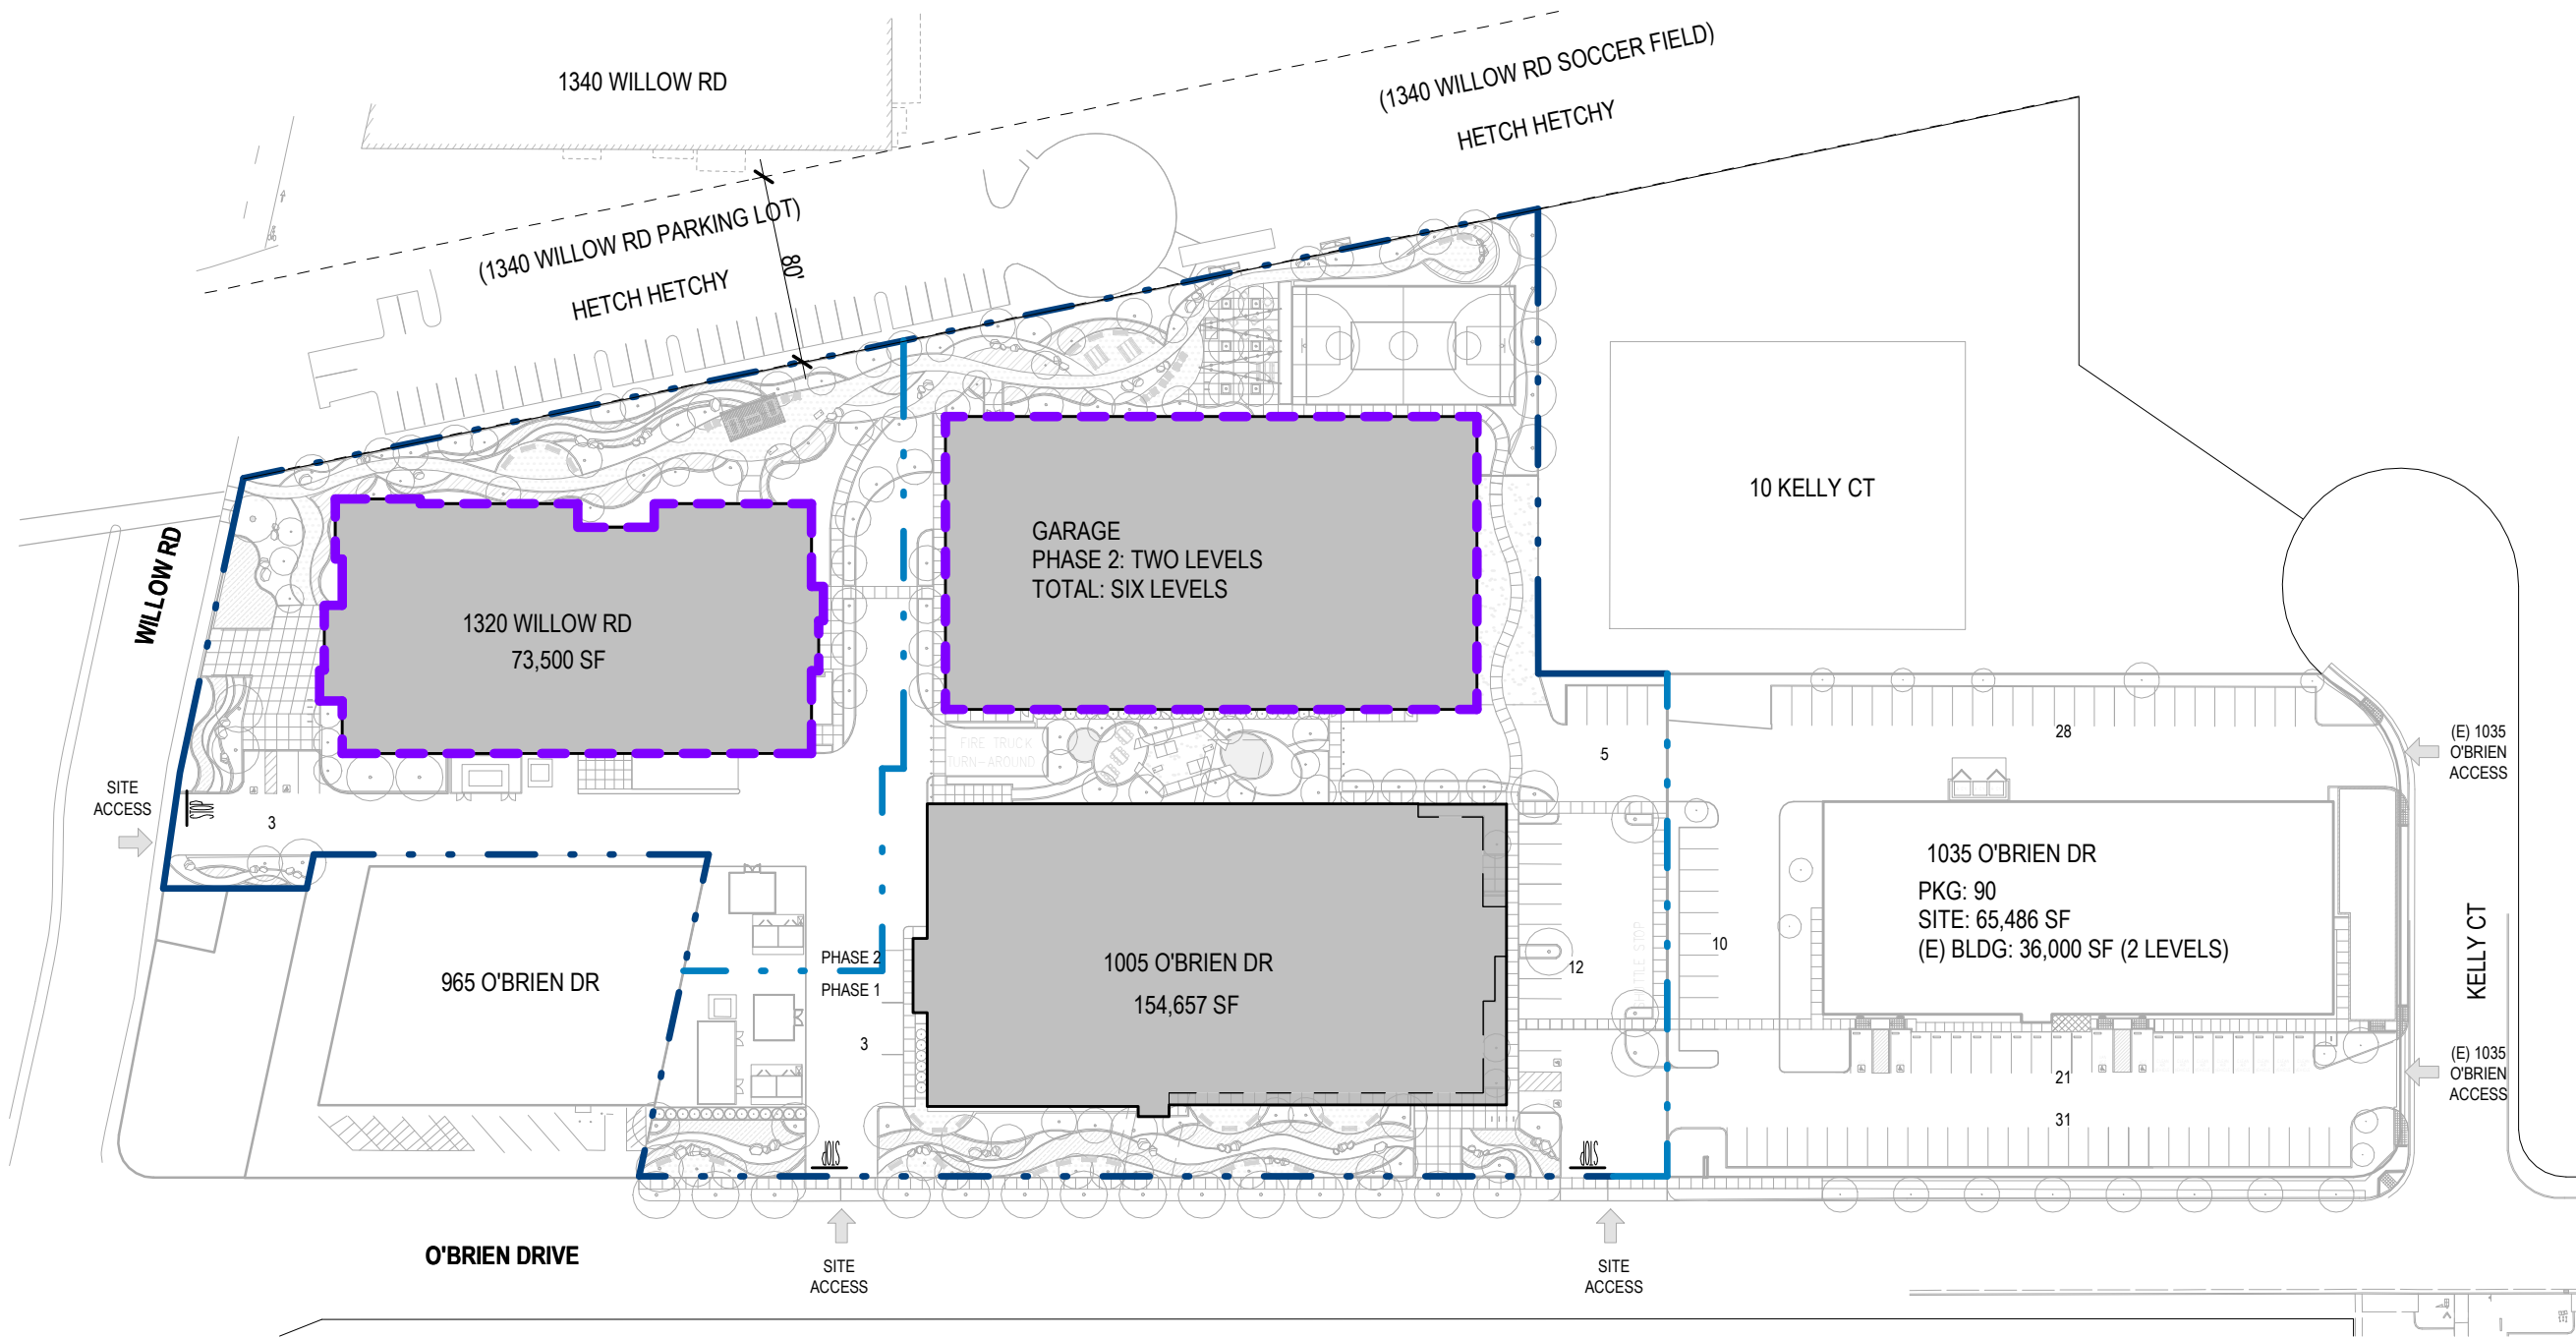 1340 WILLOW RD
(1340 WILLOW RD SOCCER FIELD)
HETCH HETCHY
(1340 WILLOW RD PARKING LOT)
HETCH HETCHY
80'
10 KELLY CT
GARAGE
PHASE 2: TWO LEVELS
TOTAL: SIX LEVELS
WILLOW RD
1320 WILLOW RD
73,500 SF
FIRE TRUCK
TURN-AROUND
5
28
(E) 1035
O'BRIEN
ACCESS
SITE
ACCESS
STOP
3
1035 O'BRIEN DR
PKG: 90
SITE: 65,486 SF
(E) BLDG: 36,000 SF (2 LEVELS)
KELLY CT
965 O'BRIEN DR
PHASE 2
PHASE 1
3
1005 O'BRIEN DR
154,657 SF
12
10
SHUTTLE STOP
21
31
(E) 1035
O'BRIEN
ACCESS
STOP
STOP
O'BRIEN DRIVE
SITE
ACCESS
SITE
ACCESS